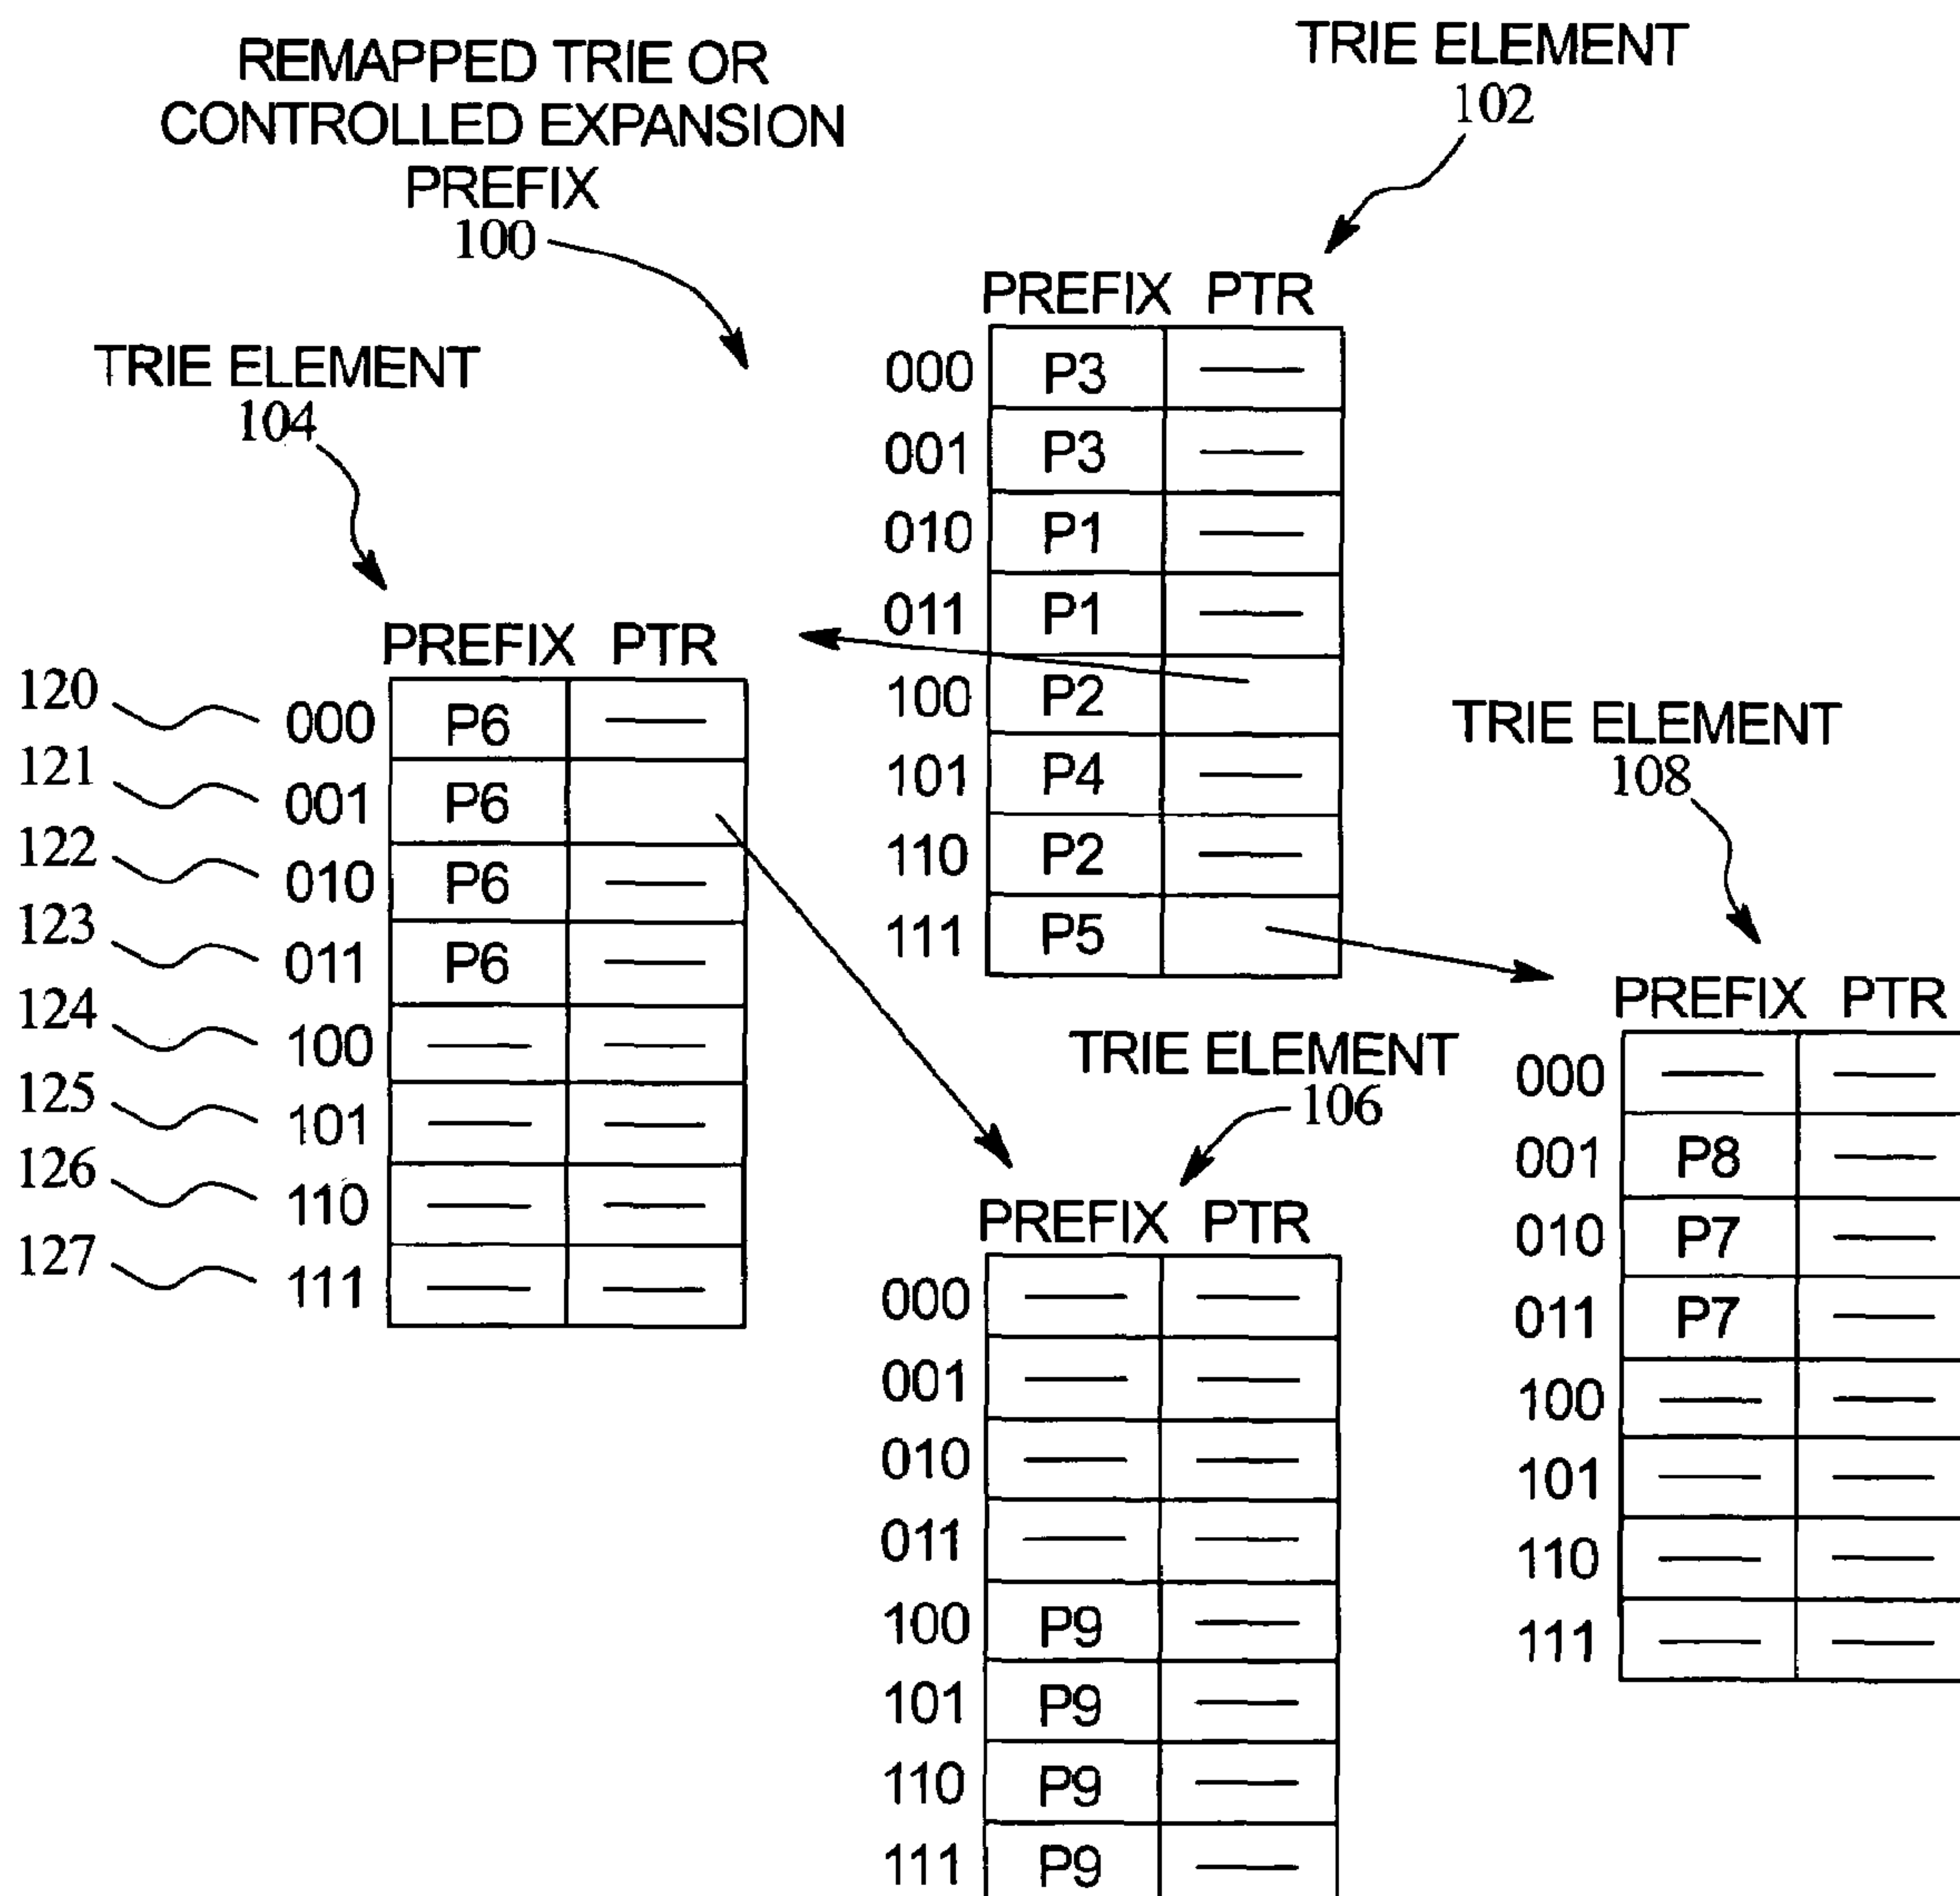 REMAPPED TRIE OR
CONTROLLED EXPANSION
PREFIX
100
TRIE ELEMENT
102
PREFIX PTR
000 P3 —
001 P3 —
010 P1 —
011 P1 —
100 P2
101 P4 —
110 P2 —
111 P5
TRIE ELEMENT
104
PREFIX PTR
120 000 P6 —
121 001 P6
122 010 P6 —
123 011 P6 —
124 100 — —
125 101 — —
126 110 — —
127 111 — —
TRIE ELEMENT
106
PREFIX PTR
000 — —
001 — —
010 — —
011 — —
100 P9 —
101 P9 —
110 P9 —
111 P9 —
TRIE ELEMENT
108
PREFIX PTR
000 — —
001 P8 —
010 P7 —
011 P7 —
100 — —
101 — —
110 — —
111 — —